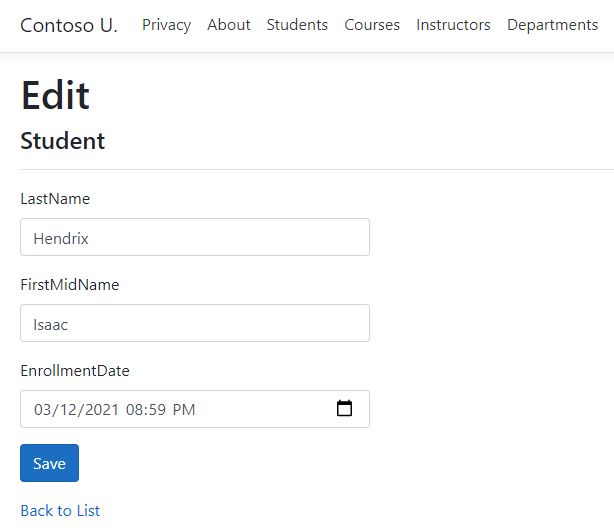 Contoso U. Privacy About Students Courses Instructors Departments
Edit
Student
LastName
Hendrix
FirstMidName
Isaac
EnrollmentDate
03/12/2021 08:59 PM
Save
Back to List